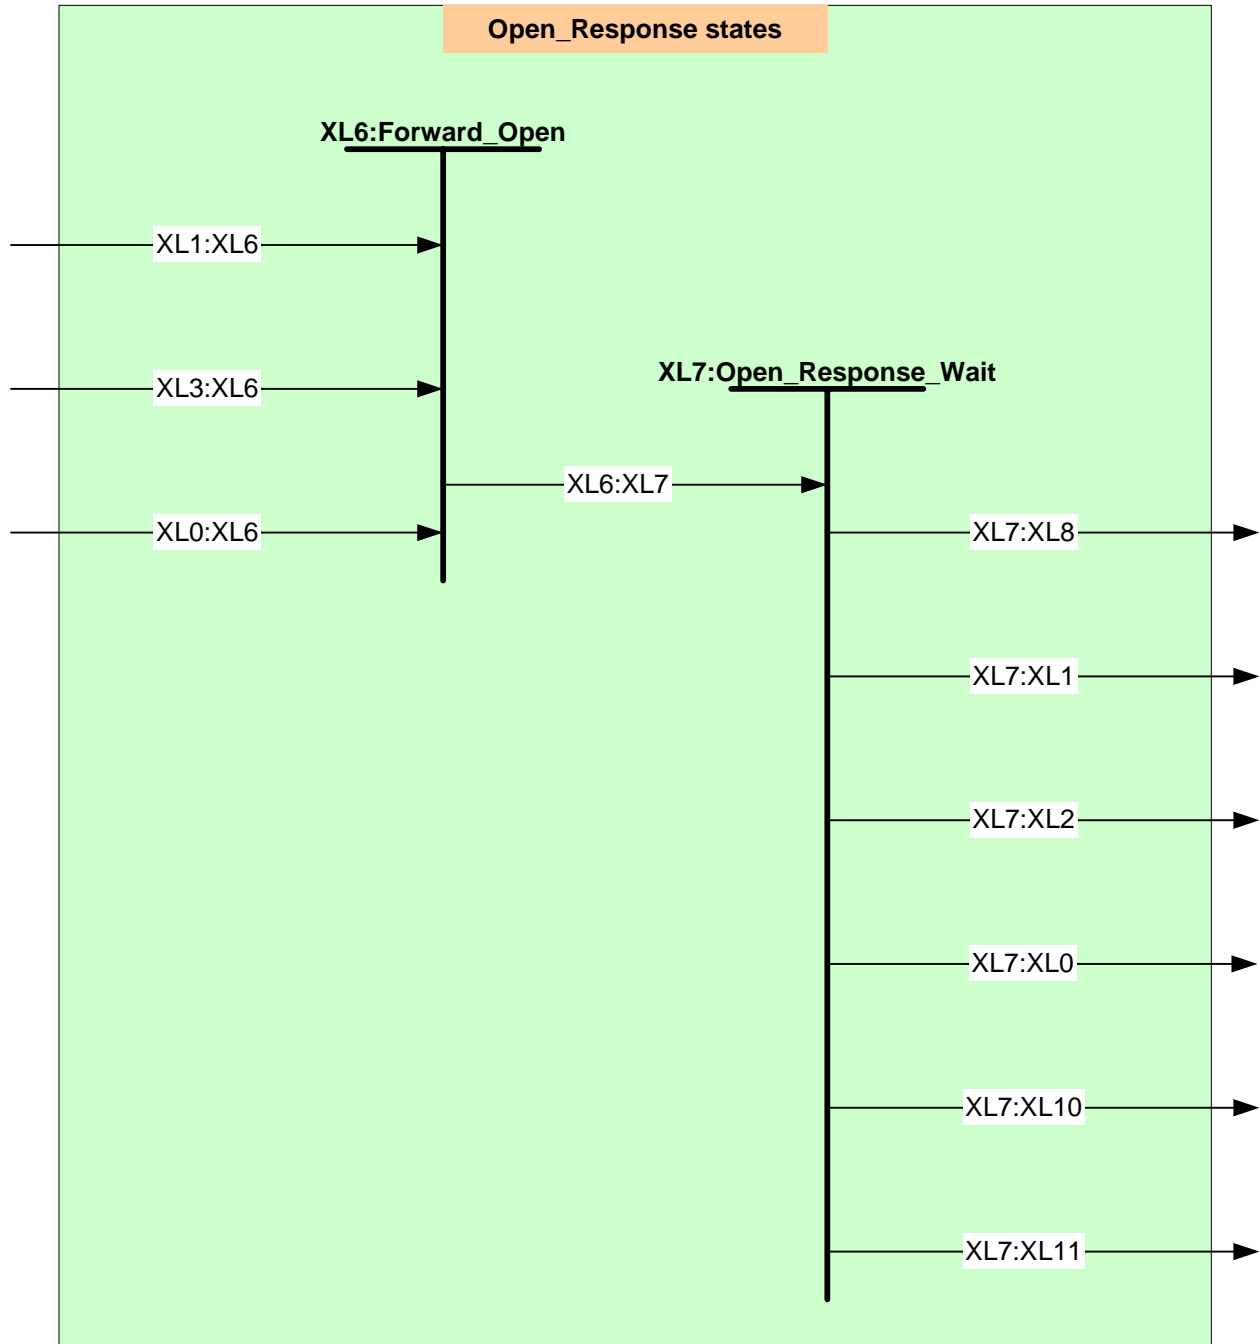 Open_Response states
XL6:Forward_Open
XL1:XL6
XL3:XL6
XL7:Open_Response_Wait
XL6:XL7
XL0:XL6
XL7:XL8
XL7:XL1
XL7:XL2
XL7:XL0
XL7:XL10
XL7:XL11